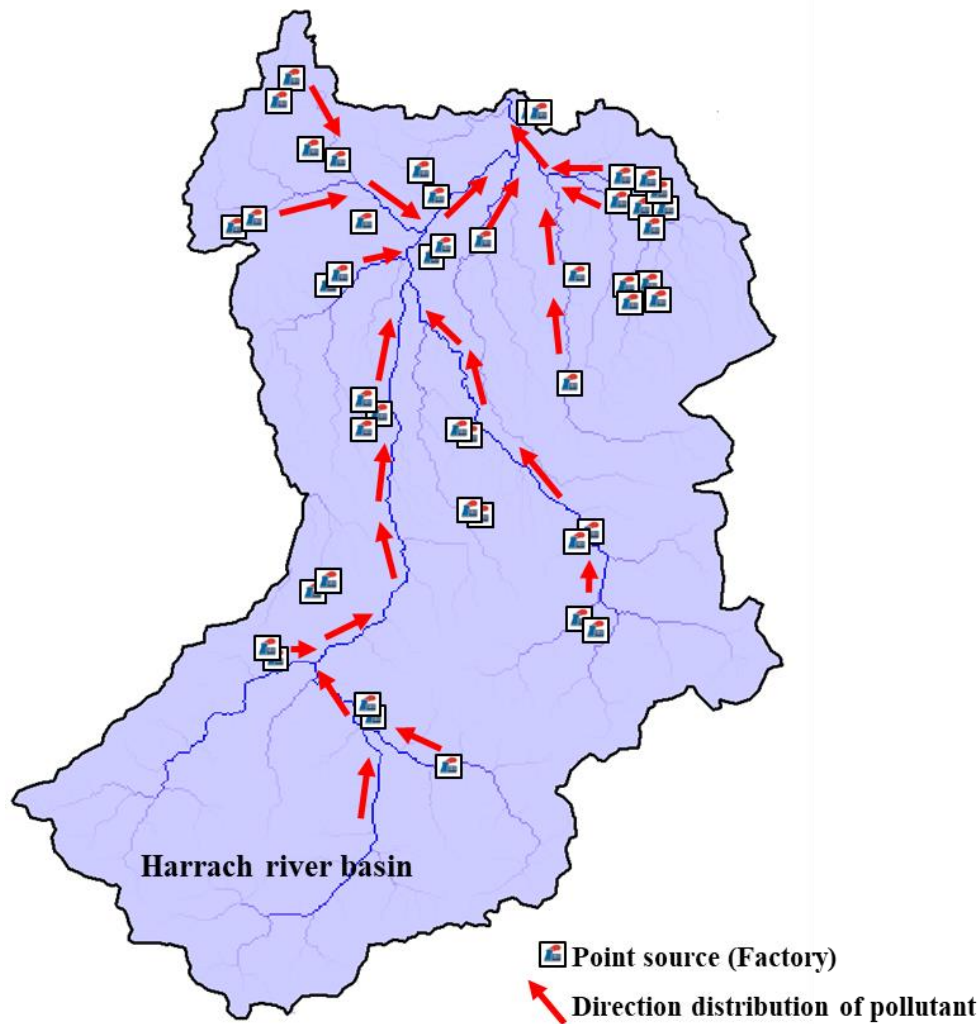 Harrach river basin
Point source (Factory)
Direction distribution of pollutant